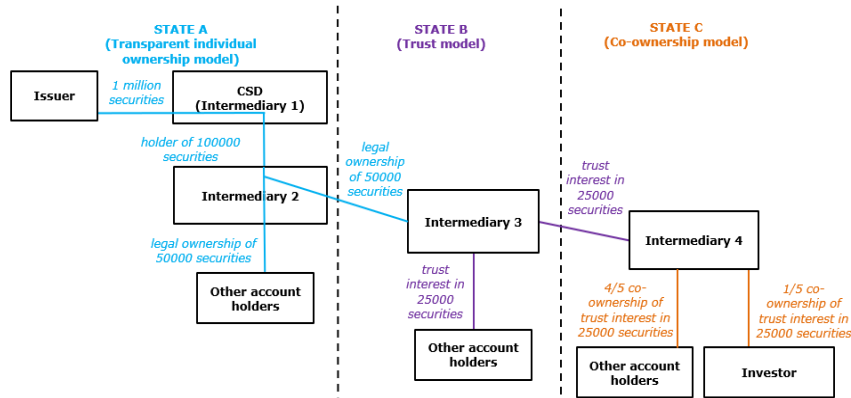 STATE A
(Transparent individual
ownership model)
STATE B
(Trust model)
STATE C
(Co-ownership model)
Issuer
1 million
securities
CSD
(Intermediary 1)
holder of 100000
securities
legal
ownership
of 50000
securities
Intermediary 2
trust
interest in
25000
securities
Intermediary 3
Intermediary 4
legal ownership of
50000 securities
Other account
holders
trust
interest in
25000
securities
4/5 co-
ownership of
trust interest in
25000 securities
1/5 co-
ownership of
trust interest in
25000 securities
Other account
holders
Other account
holders
Investor